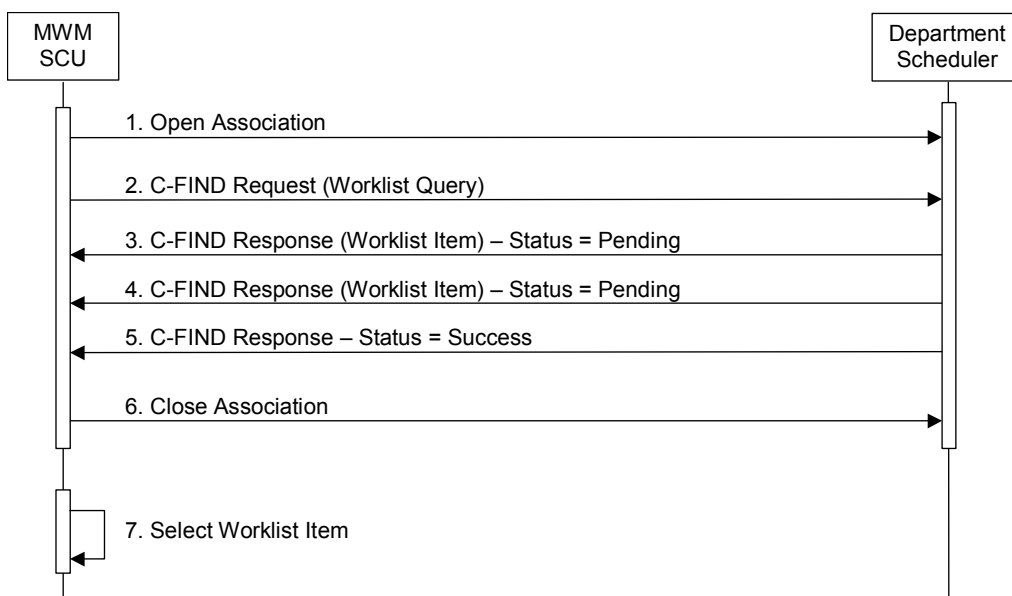 MWM
SCU
Department
Scheduler
1. Open Association
2. C-FIND Request (Worklist Query)
3. C-FIND Response (Worklist Item) – Status = Pending
4. C-FIND Response (Worklist Item) – Status = Pending
5. C-FIND Response – Status = Success
6. Close Association
7. Select Worklist Item